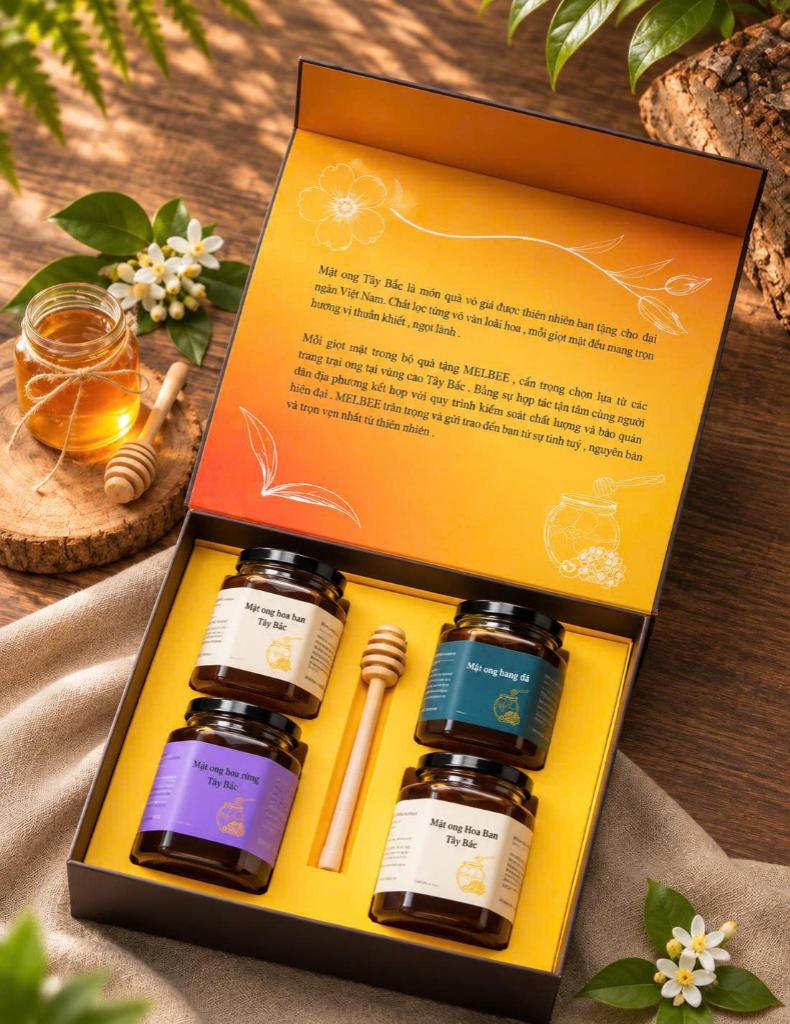 Mật ong Tây Bắc là món quà vô giá được thiên nhiên ban tặng cho đại
ngàn Việt Nam. Chắt lọc từng vô vàn loài hoa , mỗi giọt mật đều mang trọn
hương vị thuần khiết , ngọt lành .
Mỗi giọt mật trong bộ quà tặng MELBEE , cẩn trọng chọn lựa từ các
trang trại ong tại vùng cao Tây Bắc . Bằng sự hợp tác tận tâm cùng người
dân địa phương kết hợp với quy trình kiểm soát chất lượng và bảo quản
hiện đại . MELBEE trân trọng và gửi trao đến bạn từ sự tinh tuý , nguyên bản
và trọn vẹn nhất từ thiên nhiên .
Mật ong hoa ban
Tây Bắc
Mật ong hang đá
Mật ong hoa rừng
Tây Bắc
Mật ong Hoa Ban
Tây Bắc